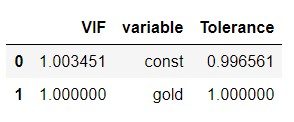 VIF variable Tolerance
0 1.003451 const 0.996561
1 1.000000 gold 1.000000